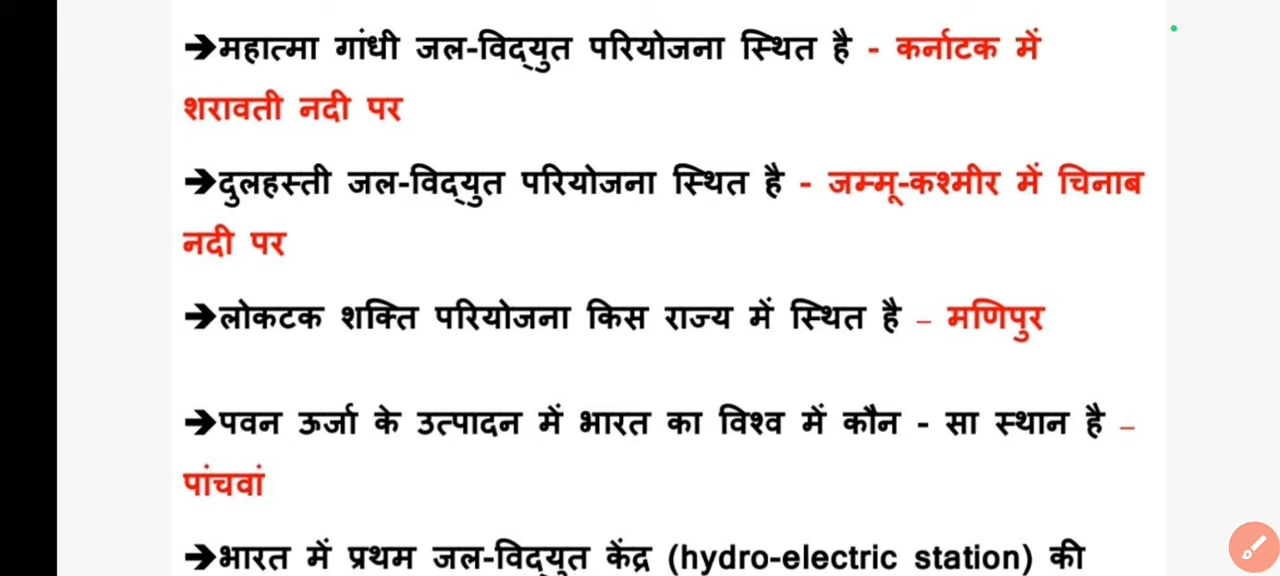 ➔महात्मा गांधी जल-विद्युत परियोजना स्थित है - कर्नाटक में
शरावती नदी पर
➔दुलहस्ती जल-विद्युत परियोजना स्थित है - जम्मू-कश्मीर में चिनाब
नदी पर
➔लोकटक शक्ति परियोजना किस राज्य में स्थित है – मणिपुर
➔पवन ऊर्जा के उत्पादन में भारत का विश्व में कौन - सा स्थान है –
पांचवां
➔भारत में प्रथम जल-विद्युत केंद्र (hydro-electric station) की